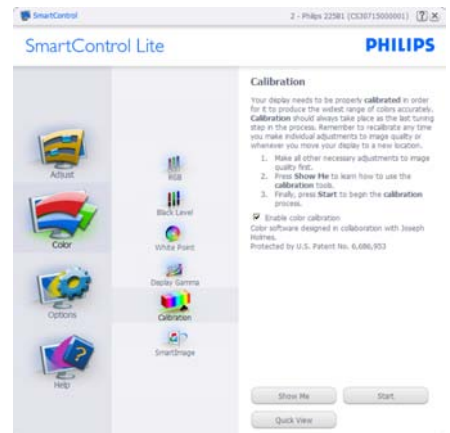 SmartControl
2 - Philips 225B1 (CS30715000001)
SmartControl Lite
PHILIPS
Adjust
Color
Options
Help
RGB
Black Level
White Point
Display Gamma
Calibration
SmartImage
Calibration
Your display needs to be properly calibrated in order
for it to produce the widest range of colors accurately.
Calibration should always take place as the last tuning
step in the process. Remember to recalibrate any time
you make individual adjustments to image quality or
whenever you move your display to a new location.
1. Make all other necessary adjustments to image
quality first.
2. Press Show Me to learn how to use the
calibration tools.
3. Finally, press Start to begin the calibration
process.
Enable color calibration
Color software designed in collaboration with Joseph
Holmes.
Protected by U.S. Patent No. 6,086,953
Show Me
Start
Quick View